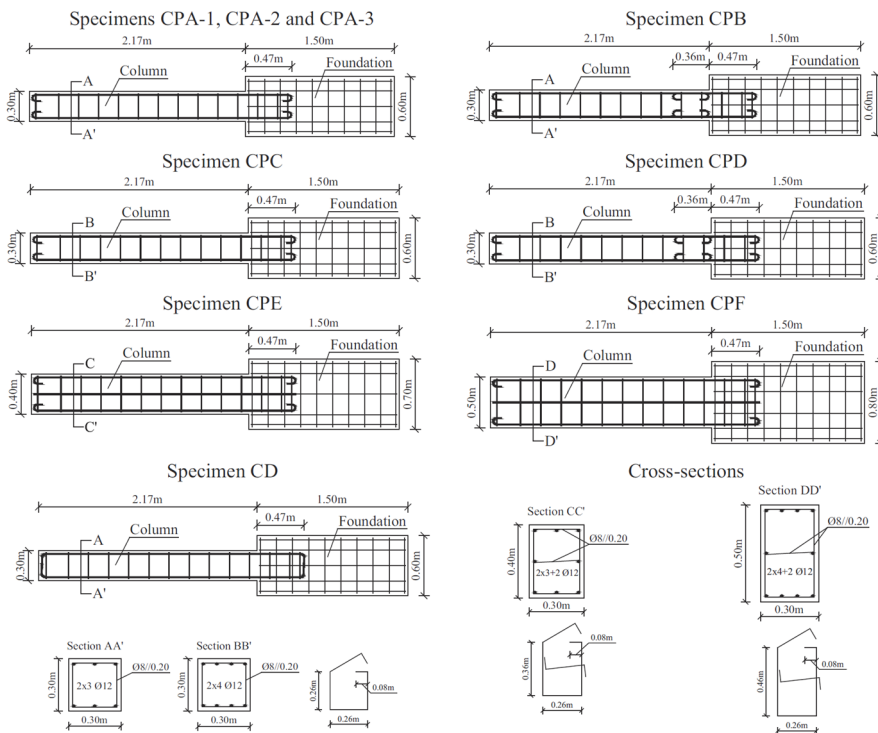 Specimens CPA-1, CPA-2 and CPA-3
2.17m 1.50m
0.47m
Foundation
Column
A
A'
0.30m
0.60m
Specimen CPB
2.17m 1.50m
0.36m 0.47m
Foundation
Column
A
A'
0.30m
0.60m
Specimen CPC
2.17m 1.50m
0.47m
Foundation
Column
B
B'
0.30m
0.60m
Specimen CPD
2.17m 1.50m
0.36m 0.47m
Foundation
Column
B
B'
0.30m
0.60m
Specimen CPE
2.17m 1.50m
0.47m
Foundation
Column
C
C'
0.40m
0.70m
Specimen CPF
2.17m 1.50m
0.47m
Foundation
Column
D
D'
0.50m
0.80m
Specimen CD
2.17m 1.50m
0.47m
Foundation
Column
A
A'
0.30m
0.60m
Cross-sections
Section CC'
Ø8//0.20
2x3+2 Ø12
0.40m
0.30m
0.36m
0.08m
0.26m
Section DD'
Ø8//0.20
2x4+2 Ø12
0.50m
0.30m
0.46m
0.08m
0.26m
Section AA'
Ø8//0.20
2x3 Ø12
0.30m
0.30m
Section BB'
Ø8//0.20
2x4 Ø12
0.30m
0.30m
0.26m
0.08m
0.26m